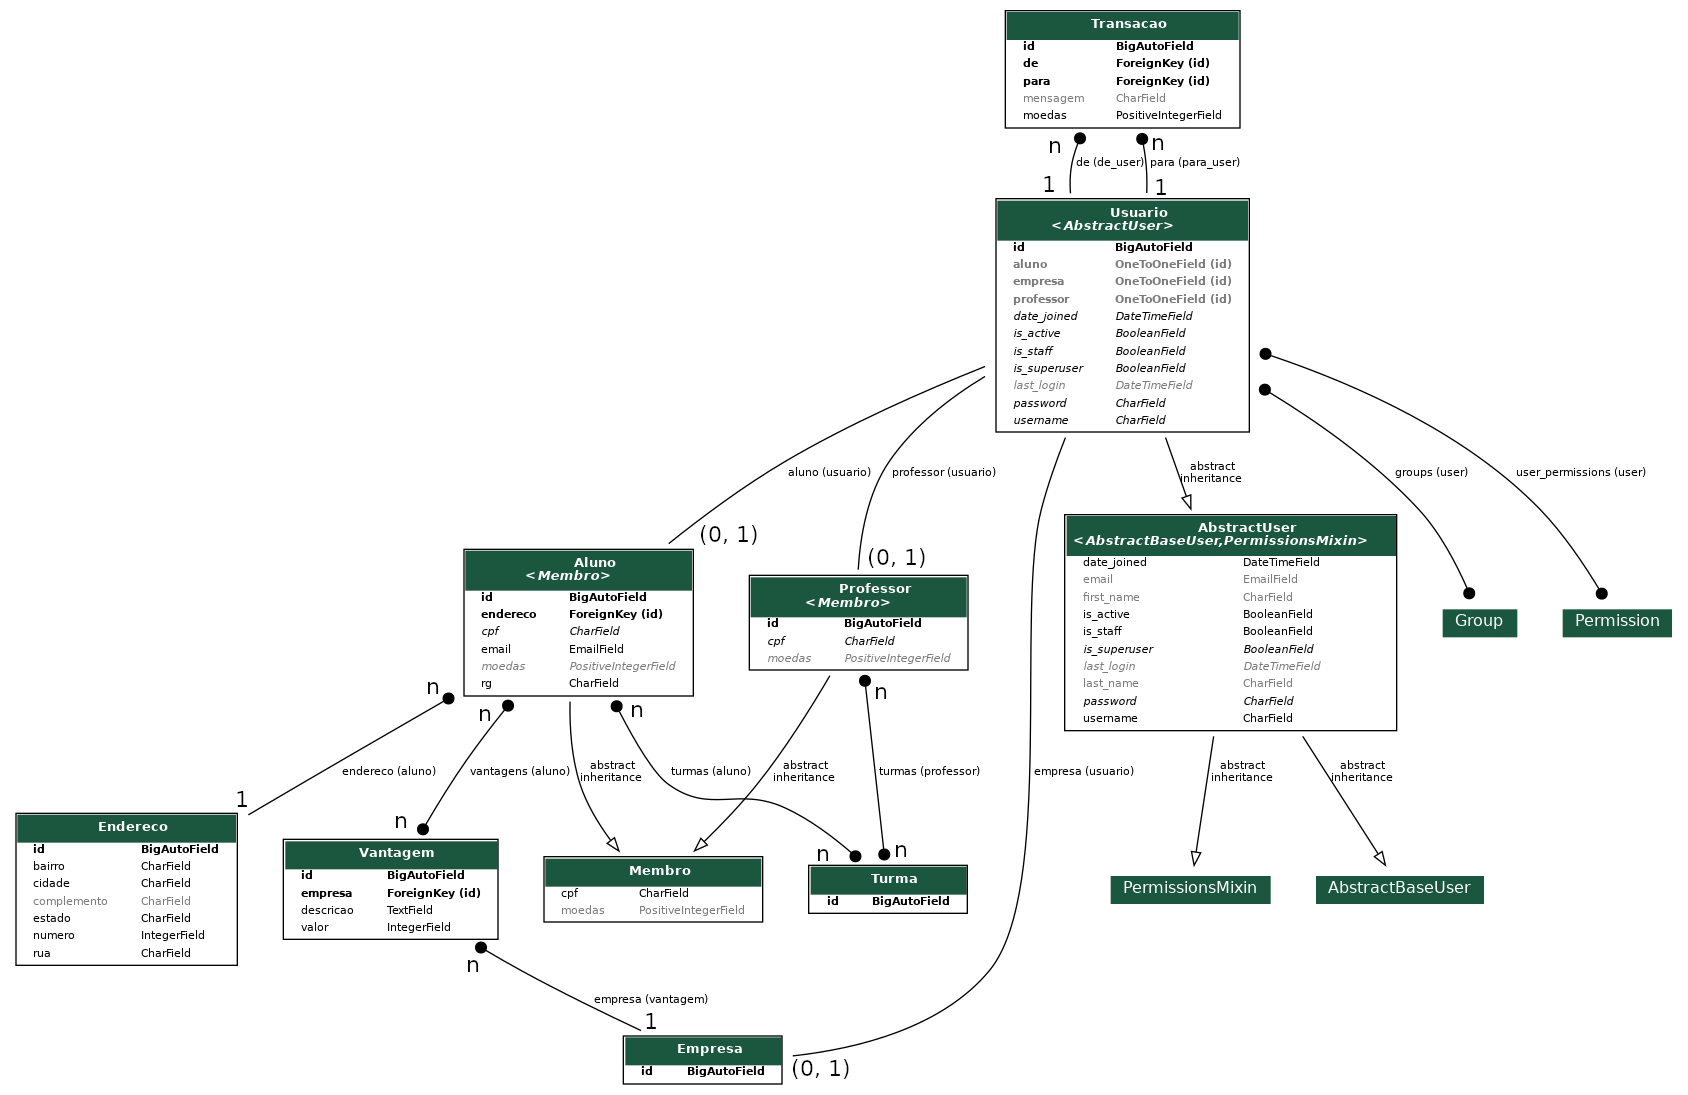 Transacao
id BigAutoField
de ForeignKey (id)
para ForeignKey (id)
mensagem CharField
moedas PositiveIntegerField
n n
de (de_user) para (para_user)
1 1
Usuario
<AbstractUser>
id BigAutoField
aluno OneToOneField (id)
empresa OneToOneField (id)
professor OneToOneField (id)
date_joined DateTimeField
is_active BooleanField
is_staff BooleanField
is_superuser BooleanField
last_login DateTimeField
password CharField
username CharField
aluno (usuario)
professor (usuario)
abstract
inheritance
groups (user)
user_permissions (user)
(0, 1)
(0, 1)
Aluno
<Membro>
id BigAutoField
endereco ForeignKey (id)
cpf CharField
email EmailField
moedas PositiveIntegerField
rg CharField
Professor
<Membro>
id BigAutoField
cpf CharField
moedas PositiveIntegerField
AbstractUser
<AbstractBaseUser,PermissionsMixin>
date_joined DateTimeField
email EmailField
first_name CharField
is_active BooleanField
is_staff BooleanField
is_superuser BooleanField
last_login DateTimeField
last_name CharField
password CharField
username CharField
Group
Permission
n
n
n
n
endereco (aluno)
vantagens (aluno)
abstract
inheritance
turmas (aluno)
abstract
inheritance
turmas (professor)
empresa (usuario)
abstract
inheritance
abstract
inheritance
1
n
n
n
Endereco
id BigAutoField
bairro CharField
cidade CharField
complemento CharField
estado CharField
numero IntegerField
rua CharField
Vantagem
id BigAutoField
empresa ForeignKey (id)
descricao TextField
valor IntegerField
Membro
cpf CharField
moedas PositiveIntegerField
Turma
id BigAutoField
PermissionsMixin
AbstractBaseUser
n
empresa (vantagem)
1
Empresa
id BigAutoField
(0, 1)